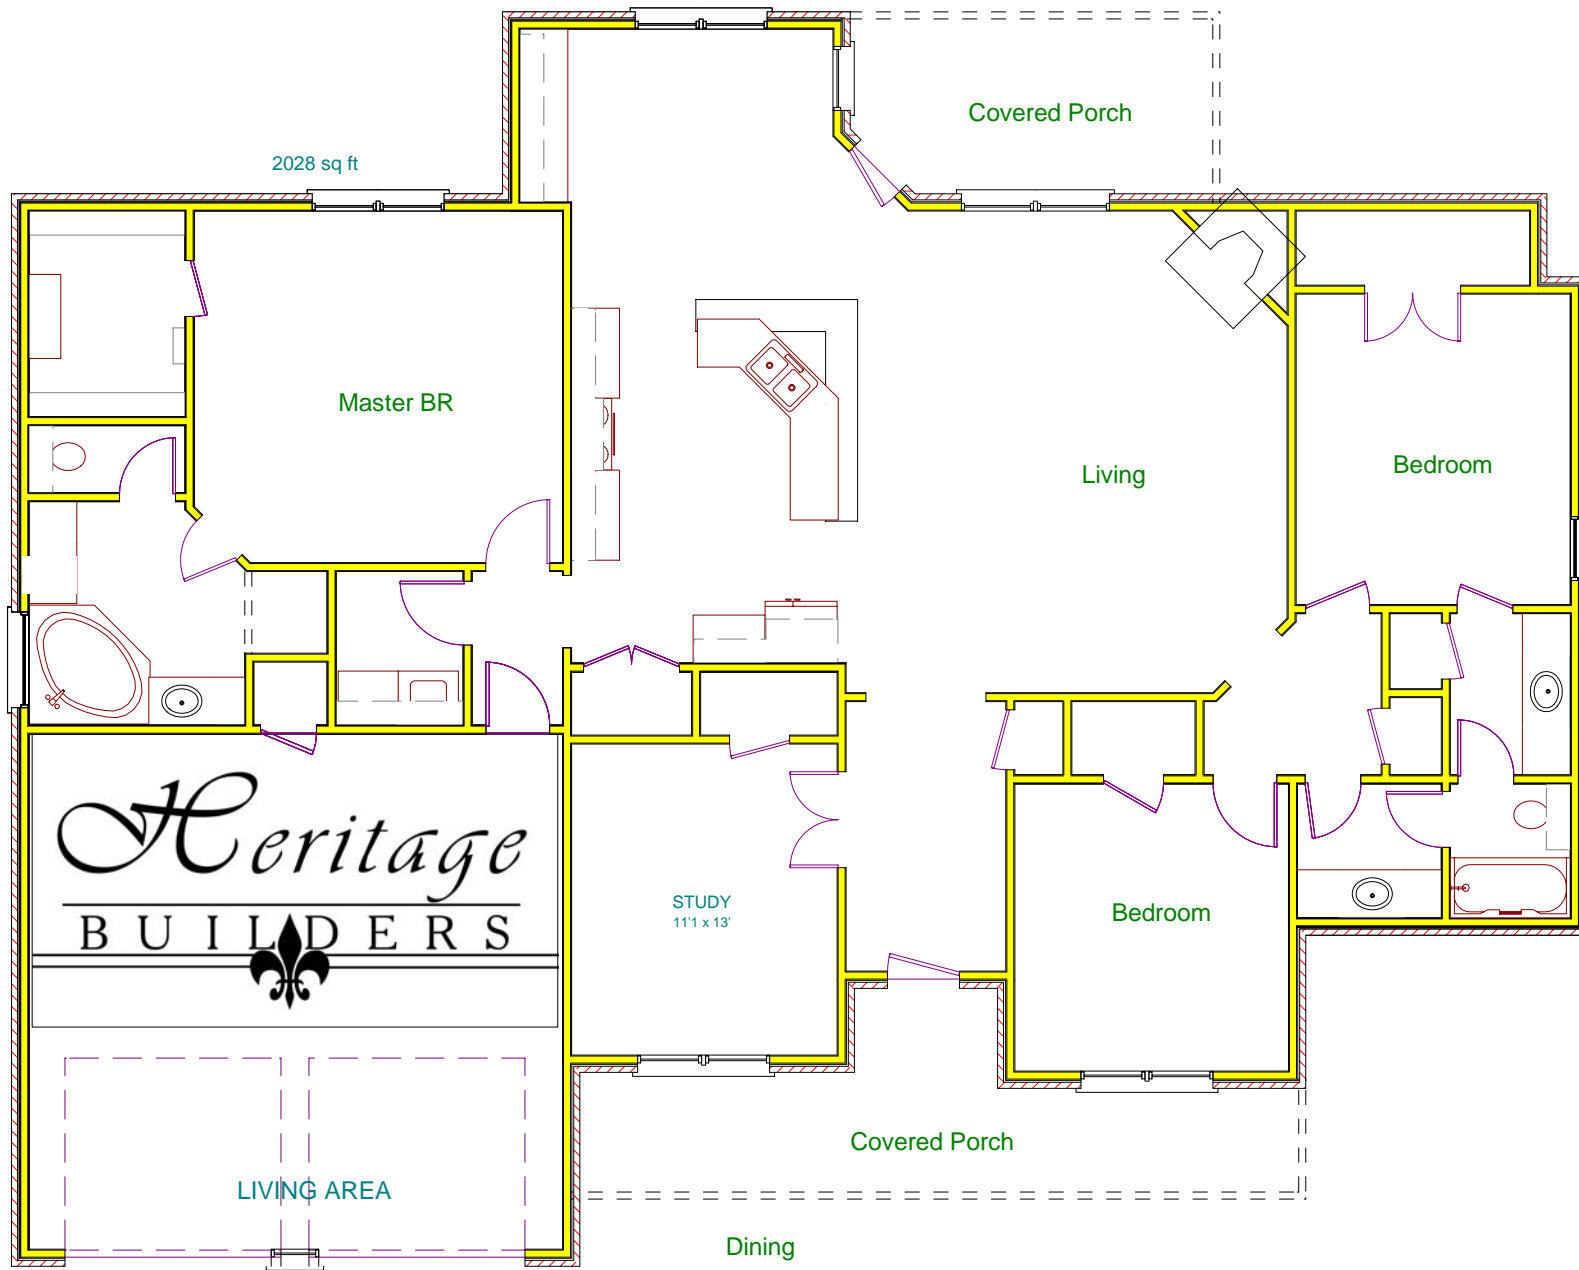 Covered Porch
2028 sq ft
Master BR
Living
Bedroom
Heritage
BUILDERS
STUDY
11'1 x 13'
Bedroom
Covered Porch
LIVING AREA
Dining